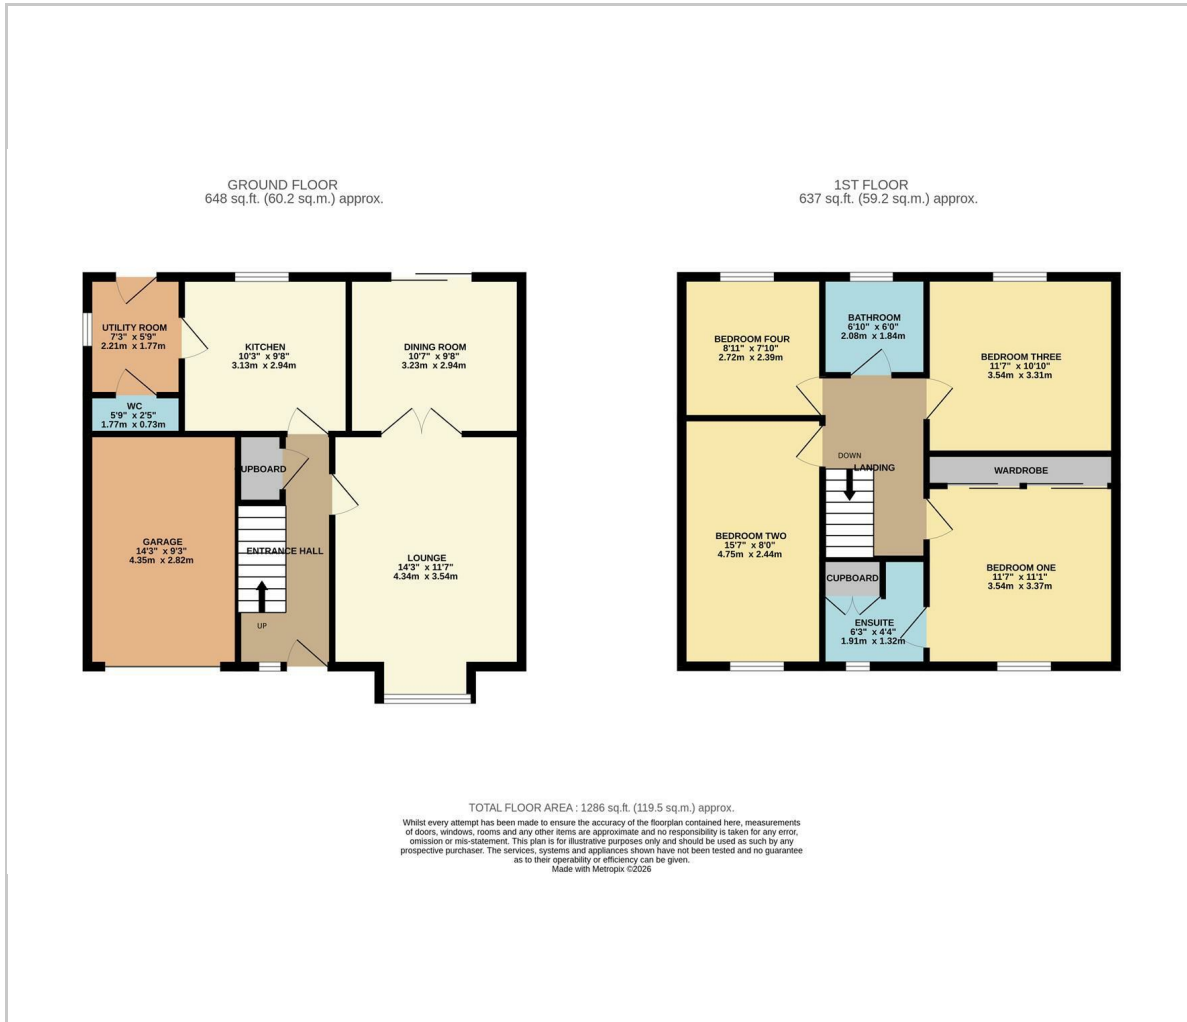 GROUND FLOOR
648 sq.ft. (60.2 sq.m.) approx.
UTILITY ROOM
7'3" x 5'9"
2.21m x 1.77m
KITCHEN
10'3" x 9'8"
3.13m x 2.94m
DINING ROOM
10'7" x 9'8"
3.23m x 2.94m
WC
5'9" x 2'5"
1.77m x 0.73m
UPBOARD
GARAGE
14'3" x 9'3"
4.35m x 2.82m
ENTRANCE HALL
LOUNGE
14'3" x 11'7"
4.34m x 3.54m
UP
1ST FLOOR
637 sq.ft. (59.2 sq.m.) approx.
BEDROOM FOUR
8'11" x 7'10"
2.72m x 2.39m
BATHROOM
6'10" x 6'0"
2.08m x 1.84m
BEDROOM THREE
11'7" x 10'10"
3.54m x 3.31m
DOWN
LANDING
WARDROBE
BEDROOM TWO
15'7" x 8'0"
4.75m x 2.44m
CUPBOARD
BEDROOM ONE
11'7" x 11'1"
3.54m x 3.37m
ENSUITE
6'3" x 4'4"
1.91m x 1.32m
TOTAL FLOOR AREA : 1286 sq.ft. (119.5 sq.m.) approx.
Whilst every attempt has been made to ensure the accuracy of the floorplan contained here, measurements
of doors, windows, rooms and any other items are approximate and no responsibility is taken for any error,
omission or mis-statement. This plan is for illustrative purposes only and should be used as such by any
prospective purchaser. The services, systems and appliances shown have not been tested and no guarantee
as to their operability or efficiency can be given.
Made with Metropix ©2026